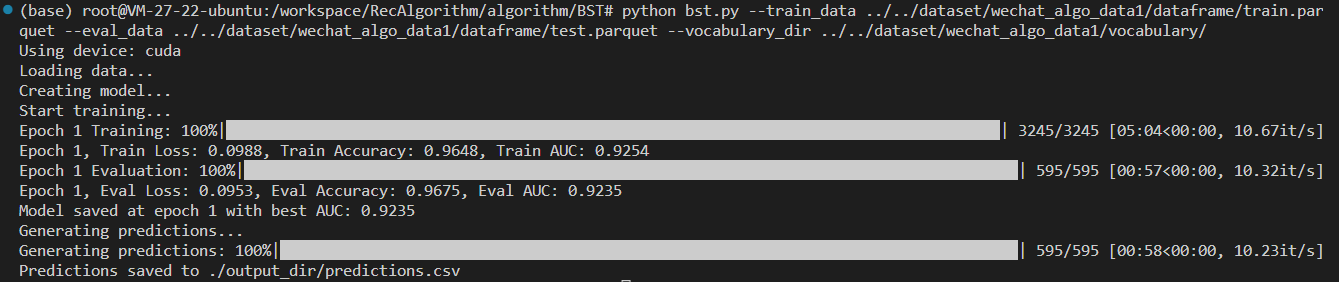 (base) root@VM-27-22-ubuntu:/workspace/RecAlgorithm/algorithm/BST# python bst.py --train_data ../../dataset/wechat_algo_data1/dataframe/train.par
quet --eval_data ../../dataset/wechat_algo_data1/dataframe/test.parquet --vocabulary_dir ../../dataset/wechat_algo_data1/vocabulary/
Using device: cuda
Loading data...
Creating model...
Start training...
Epoch 1 Training: 100%|| 3245/3245 [05:04<00:00, 10.67it/s]
Epoch 1, Train Loss: 0.0988, Train Accuracy: 0.9648, Train AUC: 0.9254
Epoch 1 Evaluation: 100%|| 595/595 [00:57<00:00, 10.32it/s]
Epoch 1, Eval Loss: 0.0953, Eval Accuracy: 0.9675, Eval AUC: 0.9235
Model saved at epoch 1 with best AUC: 0.9235
Generating predictions...
Generating predictions: 100%|| 595/595 [00:58<00:00, 10.23it/s]
Predictions saved to ./output_dir/predictions.csv